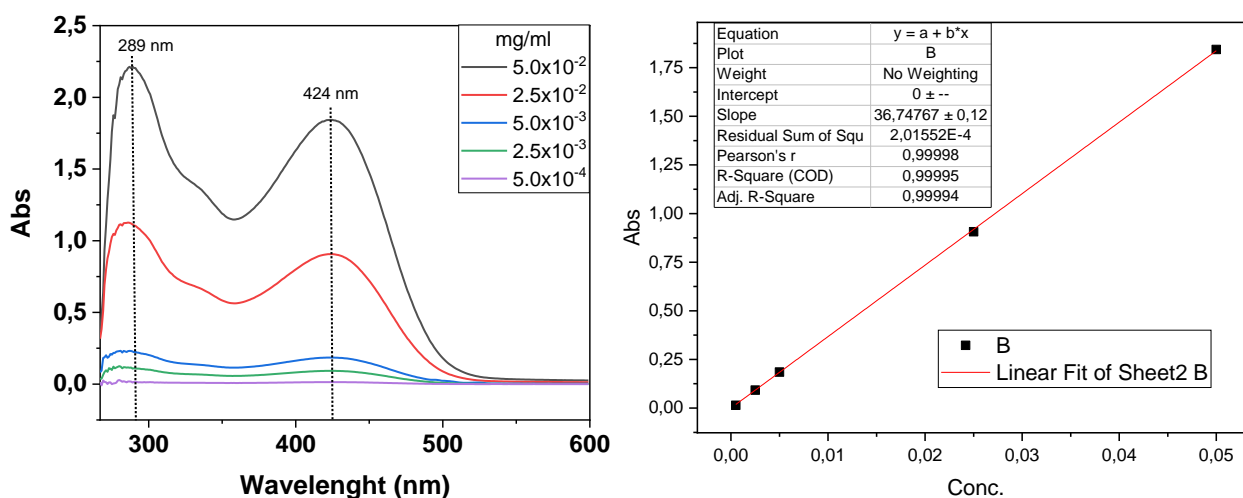 2,5
2,0
1,5
1,0
0,5
0,0
Abs
289 nm
424 nm
mg/ml
5.0x10⁻²
2.5x10⁻²
5.0x10⁻³
2.5x10⁻³
5.0x10⁻⁴
300 400 500 600
Wavelenght (nm)
Equation y = a + b*x
Plot B
Weight No Weighting
Intercept 0 ± --
Slope 36,74767 ± 0,12
Residual Sum of Squ 2,01552E-4
Pearson's r 0,99998
R-Square (COD) 0,99995
Adj. R-Square 0,99994
1,75
1,50
1,25
1,00
0,75
0,50
0,25
0,00
Abs
B
Linear Fit of Sheet2 B
0,00 0,01 0,02 0,03 0,04 0,05
Conc.